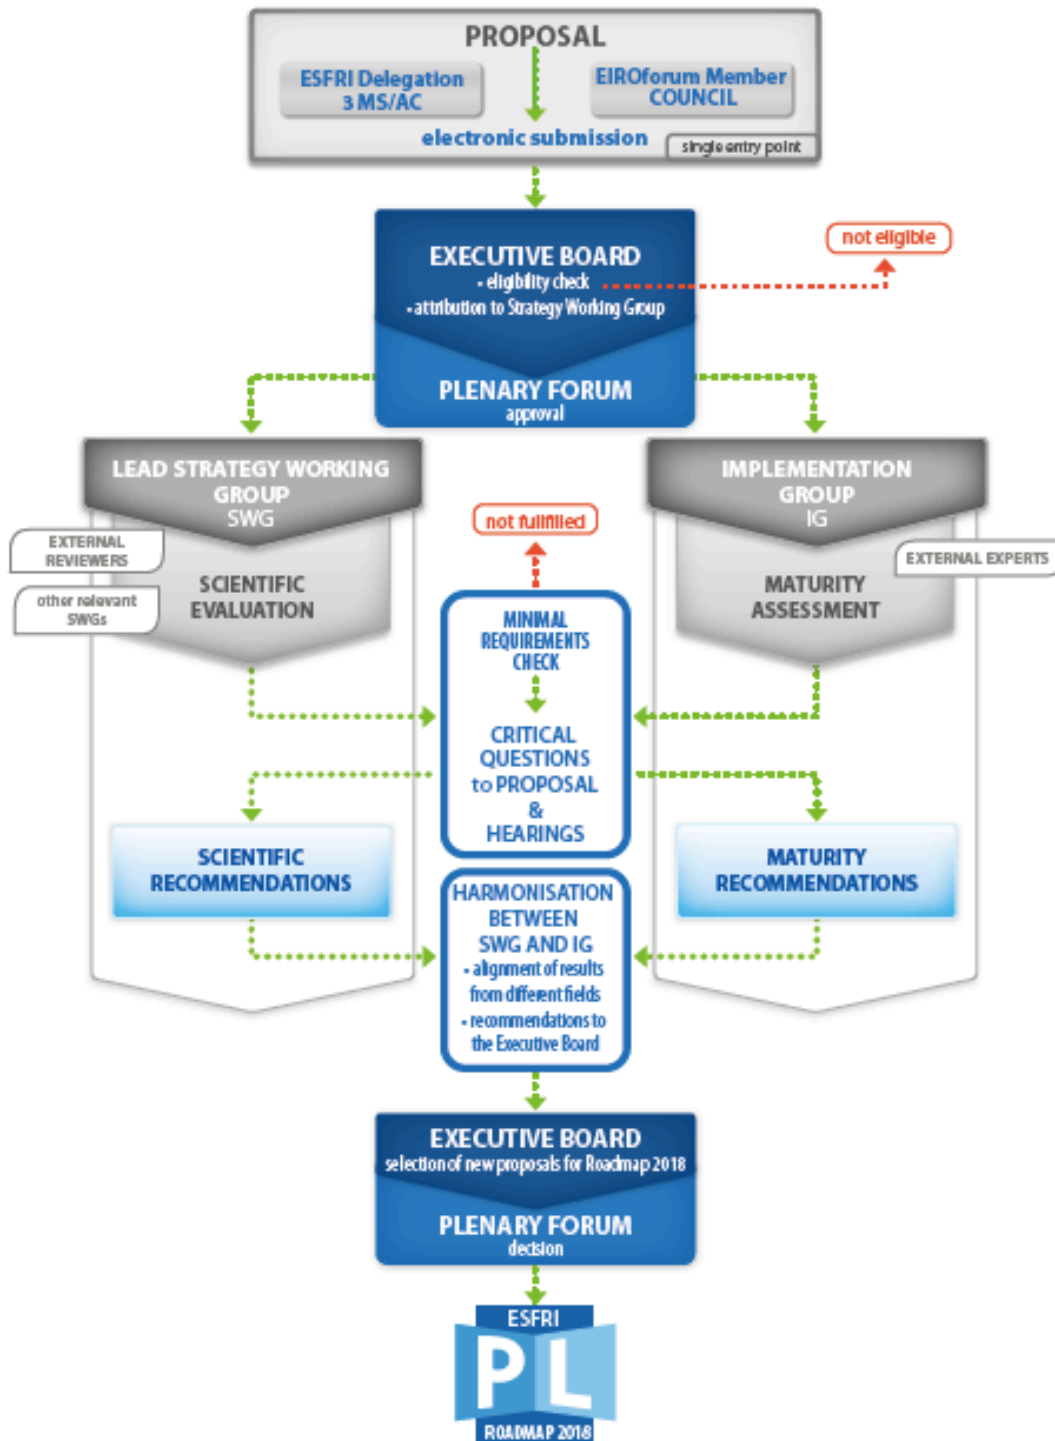 PROPOSAL
ESFRI Delegation
3 MS/AC
EIROforum Member
COUNCIL
electronic submission
single entry point
EXECUTIVE BOARD
• eligibility check
• attribution to Strategy Working Group
not eligible
PLENARY FORUM
approval
LEAD STRATEGY WORKING
GROUP
SWG
EXTERNAL
REVIEWERS
other relevant
SWGs
SCIENTIFIC
EVALUATION
IMPLEMENTATION
GROUP
IG
EXTERNAL EXPERTS
MATURITY
ASSESSMENT
not fullfilled
MINIMAL
REQUIREMENTS
CHECK
CRITICAL
QUESTIONS
to PROPOSAL
&
HEARINGS
SCIENTIFIC
RECOMMENDATIONS
MATURITY
RECOMMENDATIONS
HARMONISATION
BETWEEN
SWG AND IG
• alignment of results
from different fields
• recommendations to
the Executive Board
EXECUTIVE BOARD
selection of new proposals for Roadmap 2018
PLENARY FORUM
decision
ESFRI
PL
ROADMAP 2018